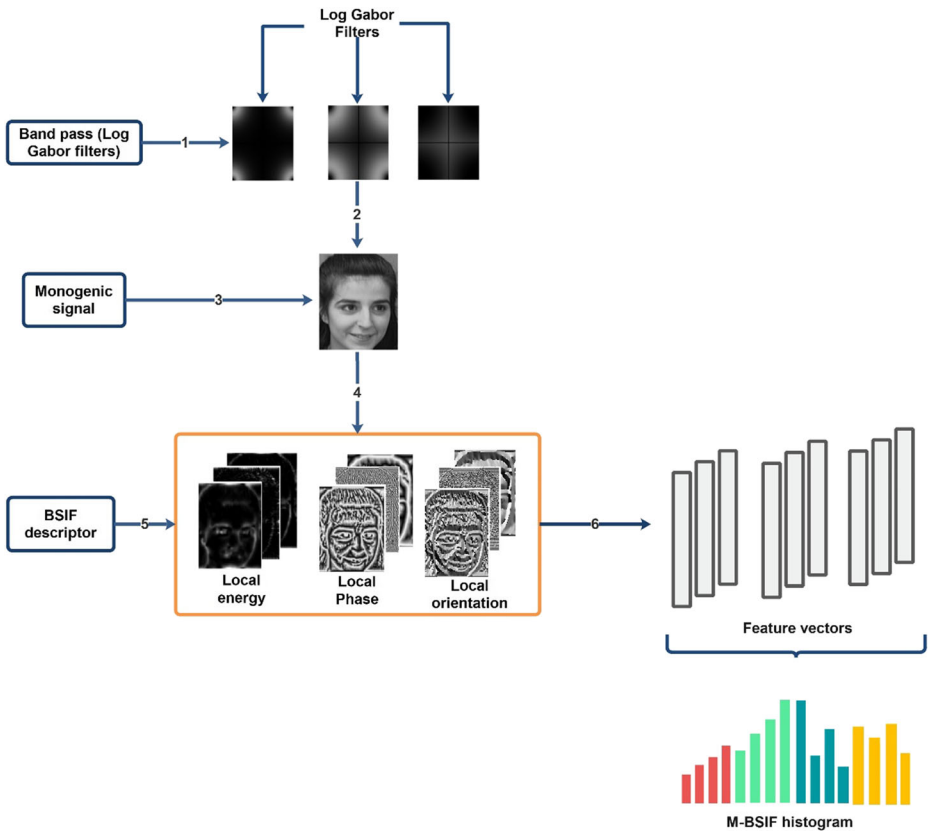 Log Gabor
Filters
Band pass (Log
Gabor filters)
1
2
Monogenic
signal
3
4
BSIF
descriptor
5
Local
energy
Local
Phase
Local
orientation
6
Feature vectors
M-BSIF histogram